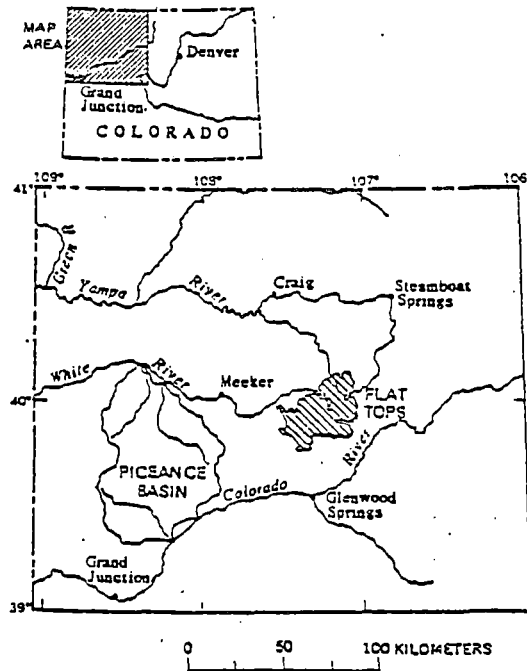 MAP
AREA
Denver
Grand
Junction
COLORADO
109° 108° 107° 106
41°
Green R
Yampa River
Craig
Steamboat
Springs
White River
Meeker
40°
FLAT
TOPS
PICEANCE
BASIN
Colorado River
Glenwood
Springs
Grand
Junction
39°
0 50 100 KILOMETERS